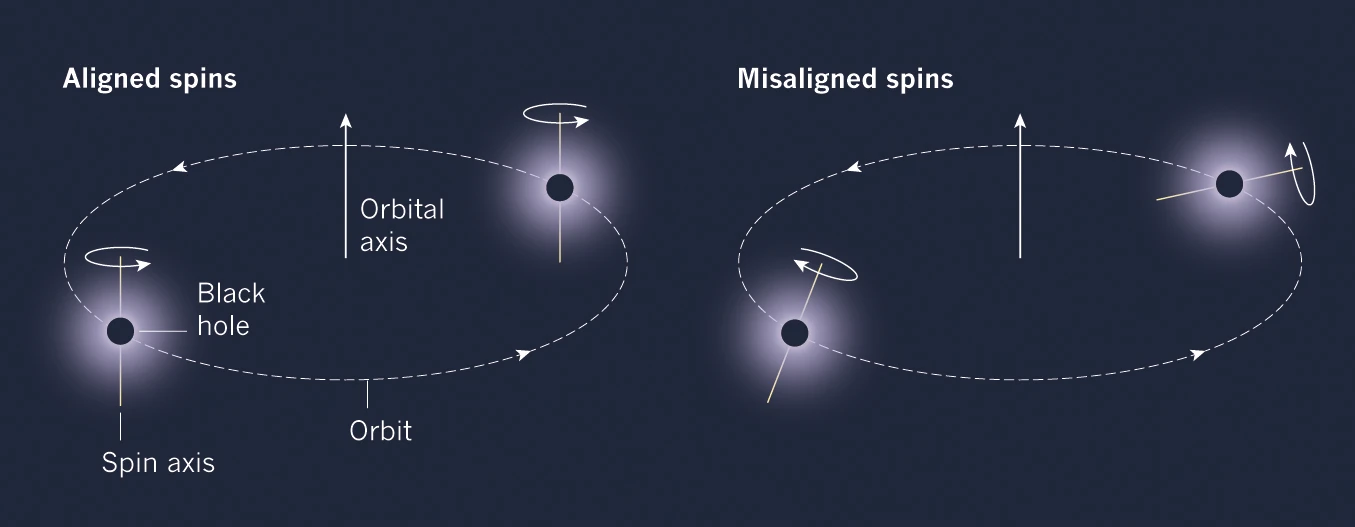 Aligned spins
Orbital
axis
Black
hole
Orbit
Spin axis
Misaligned spins